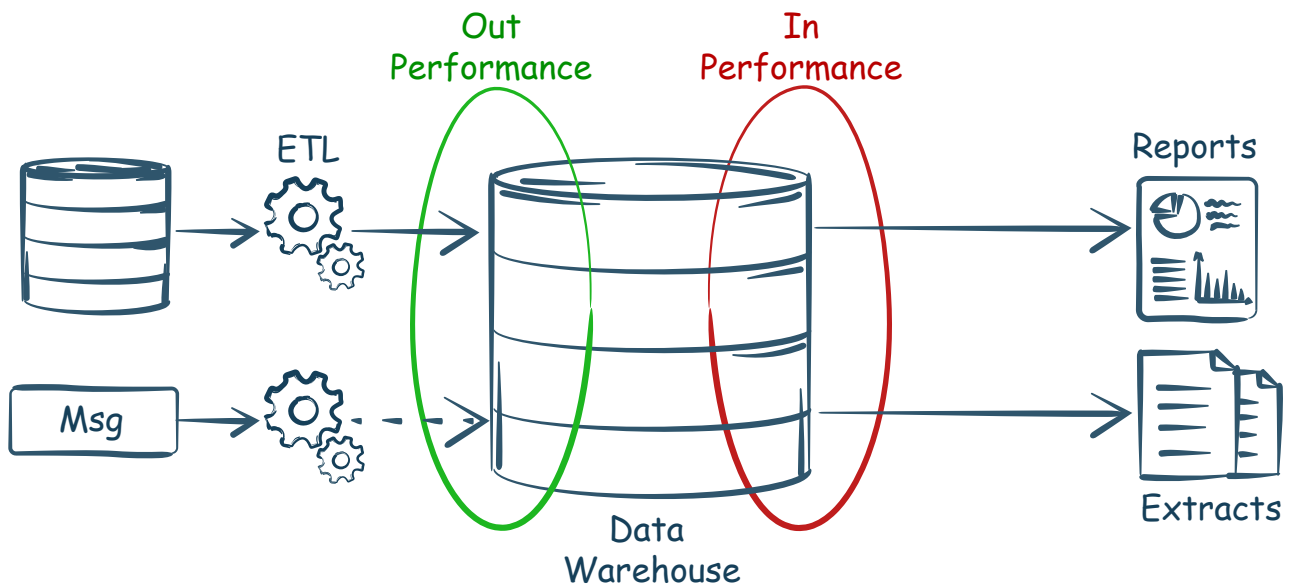 Out
Performance
In
Performance
ETL
Reports
Msg
Extracts
Data
Warehouse